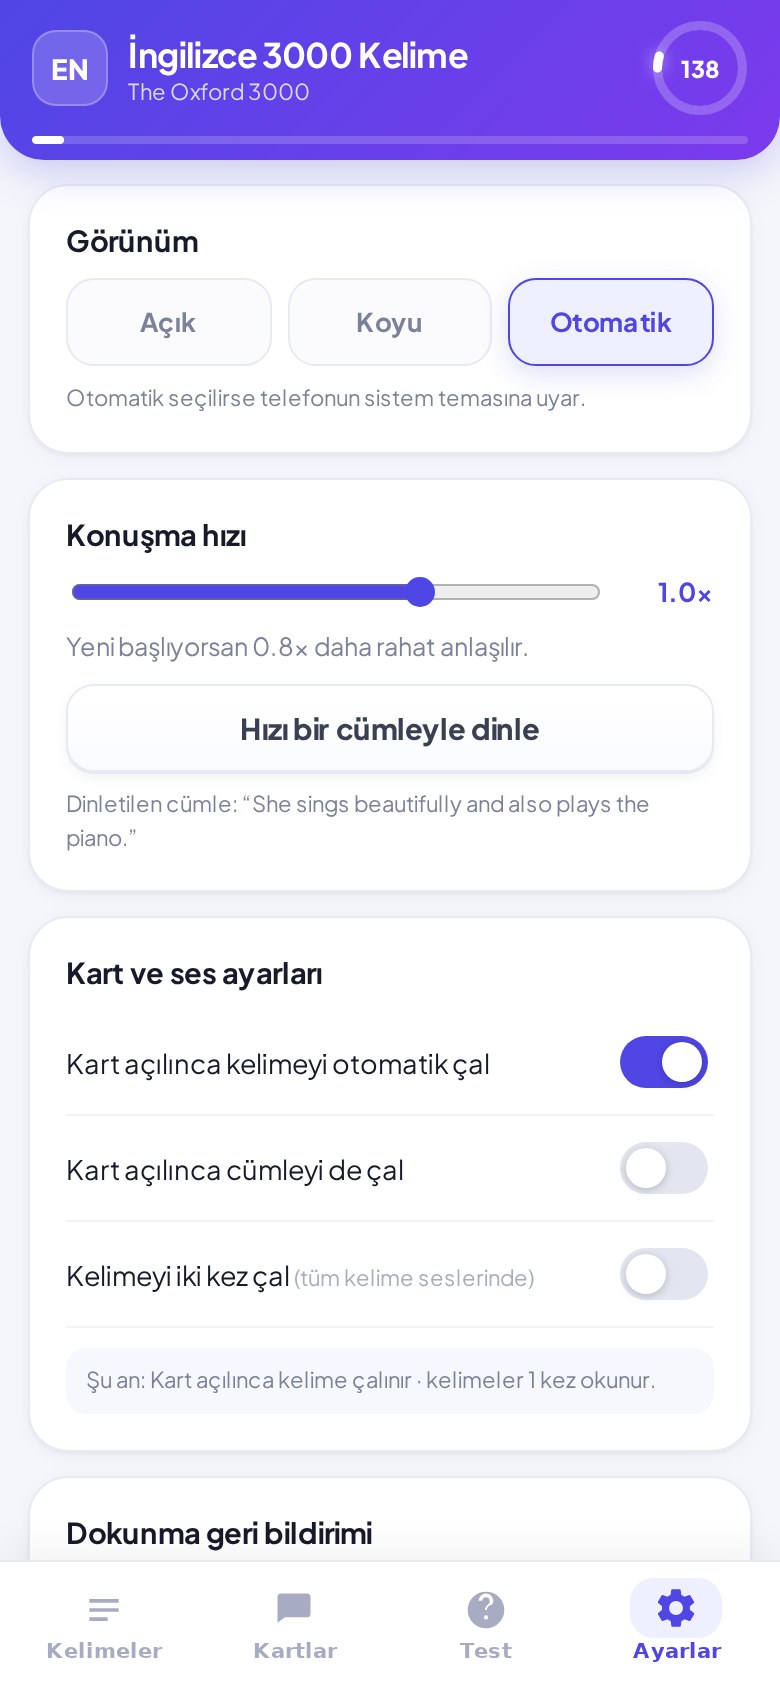 EN
İngilizce 3000 Kelime
The Oxford 3000
138
Görünüm
Açık
Koyu
Otomatik
Otomatik seçilirse telefonun sistem temasına uyar.
Konuşma hızı
1.0×
Yeni başlıyorsan 0.8× daha rahat anlaşılır.
Hızı bir cümleyle dinle
Dinletilen cümle: “She sings beautifully and also plays the
piano.”
Kart ve ses ayarları
Kart açılınca kelimeyi otomatik çal
Kart açılınca cümleyi de çal
Kelimeyi iki kez çal (tüm kelime seslerinde)
Şu an: Kart açılınca kelime çalınır · kelimeler 1 kez okunur.
Dokunma geri bildirimi
Kelimeler
Kartlar
Test
Ayarlar